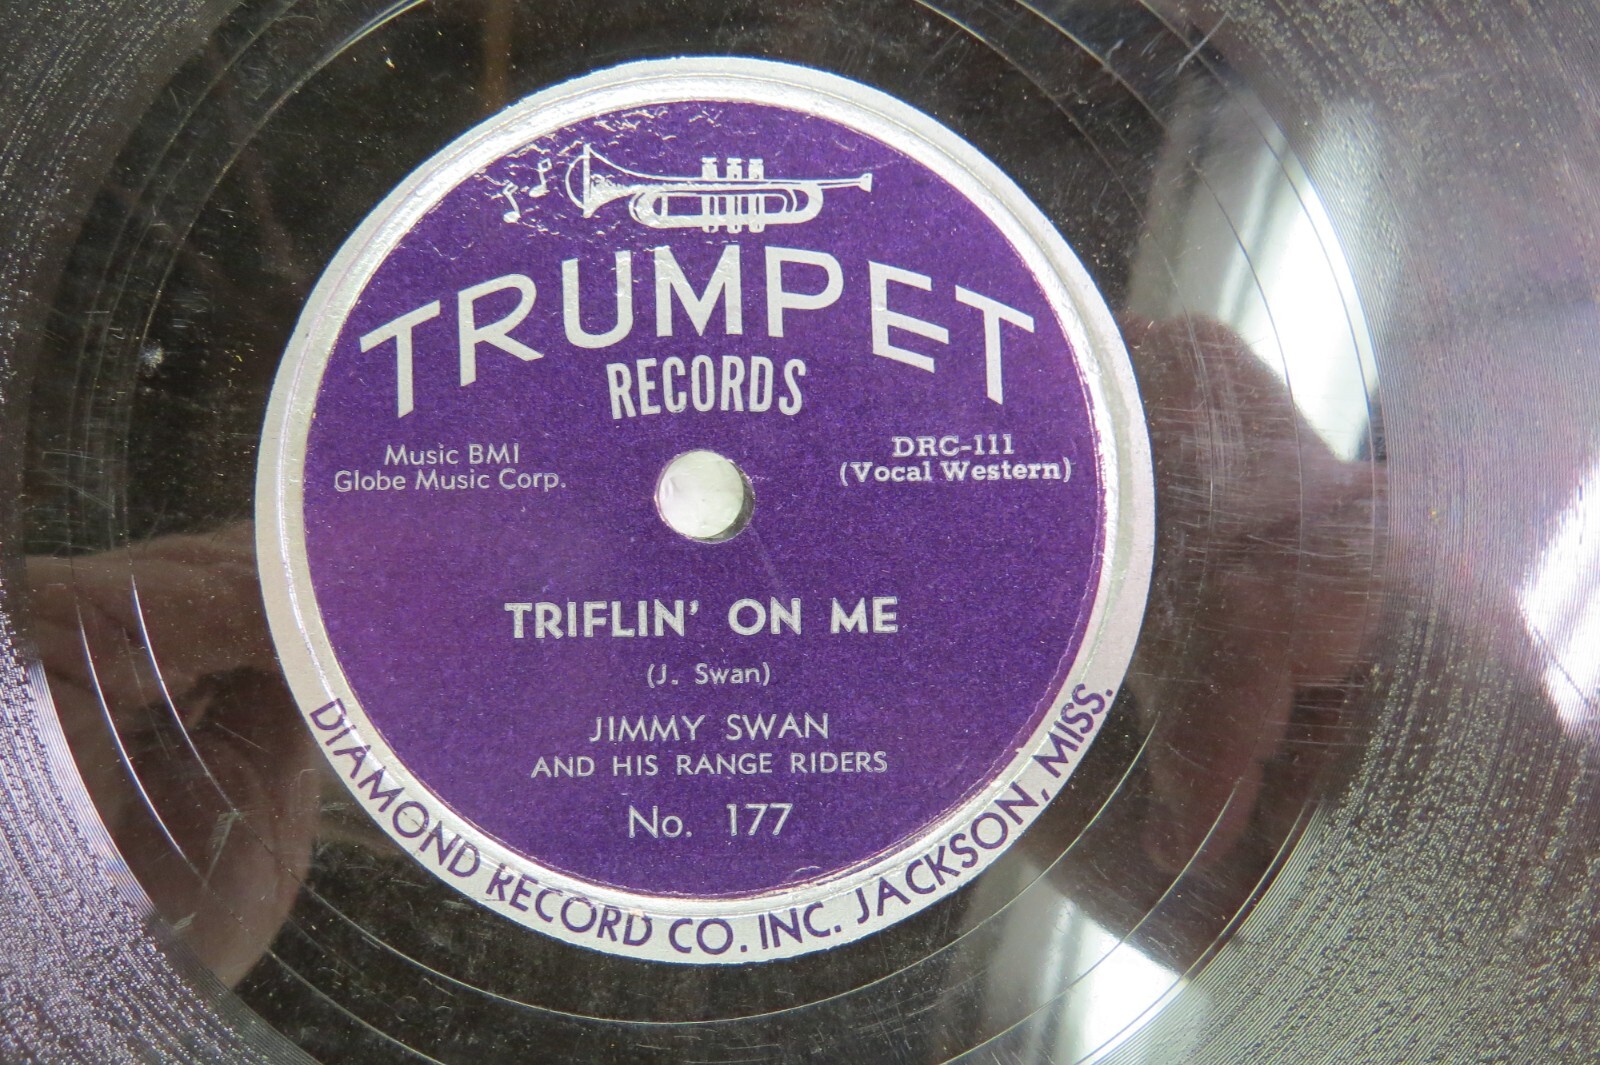 TRUMPET
RECORDS
Music BMI
Globe Music Corp.
DRC-111
(Vocal Western)
TRIFLIN' ON ME
(J. Swan)
JIMMY SWAN
AND HIS RANGE RIDERS
No. 177
DIAMOND RECORD CO. INC. JACKSON, MISS.